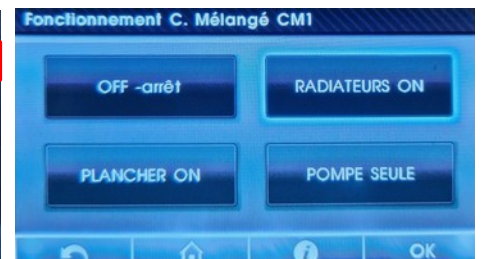 Fonctionnement C. Mélangé CM1
OFF -arrêt
RADIATEURS ON
PLANCHER ON
POMPE SEULE
OK